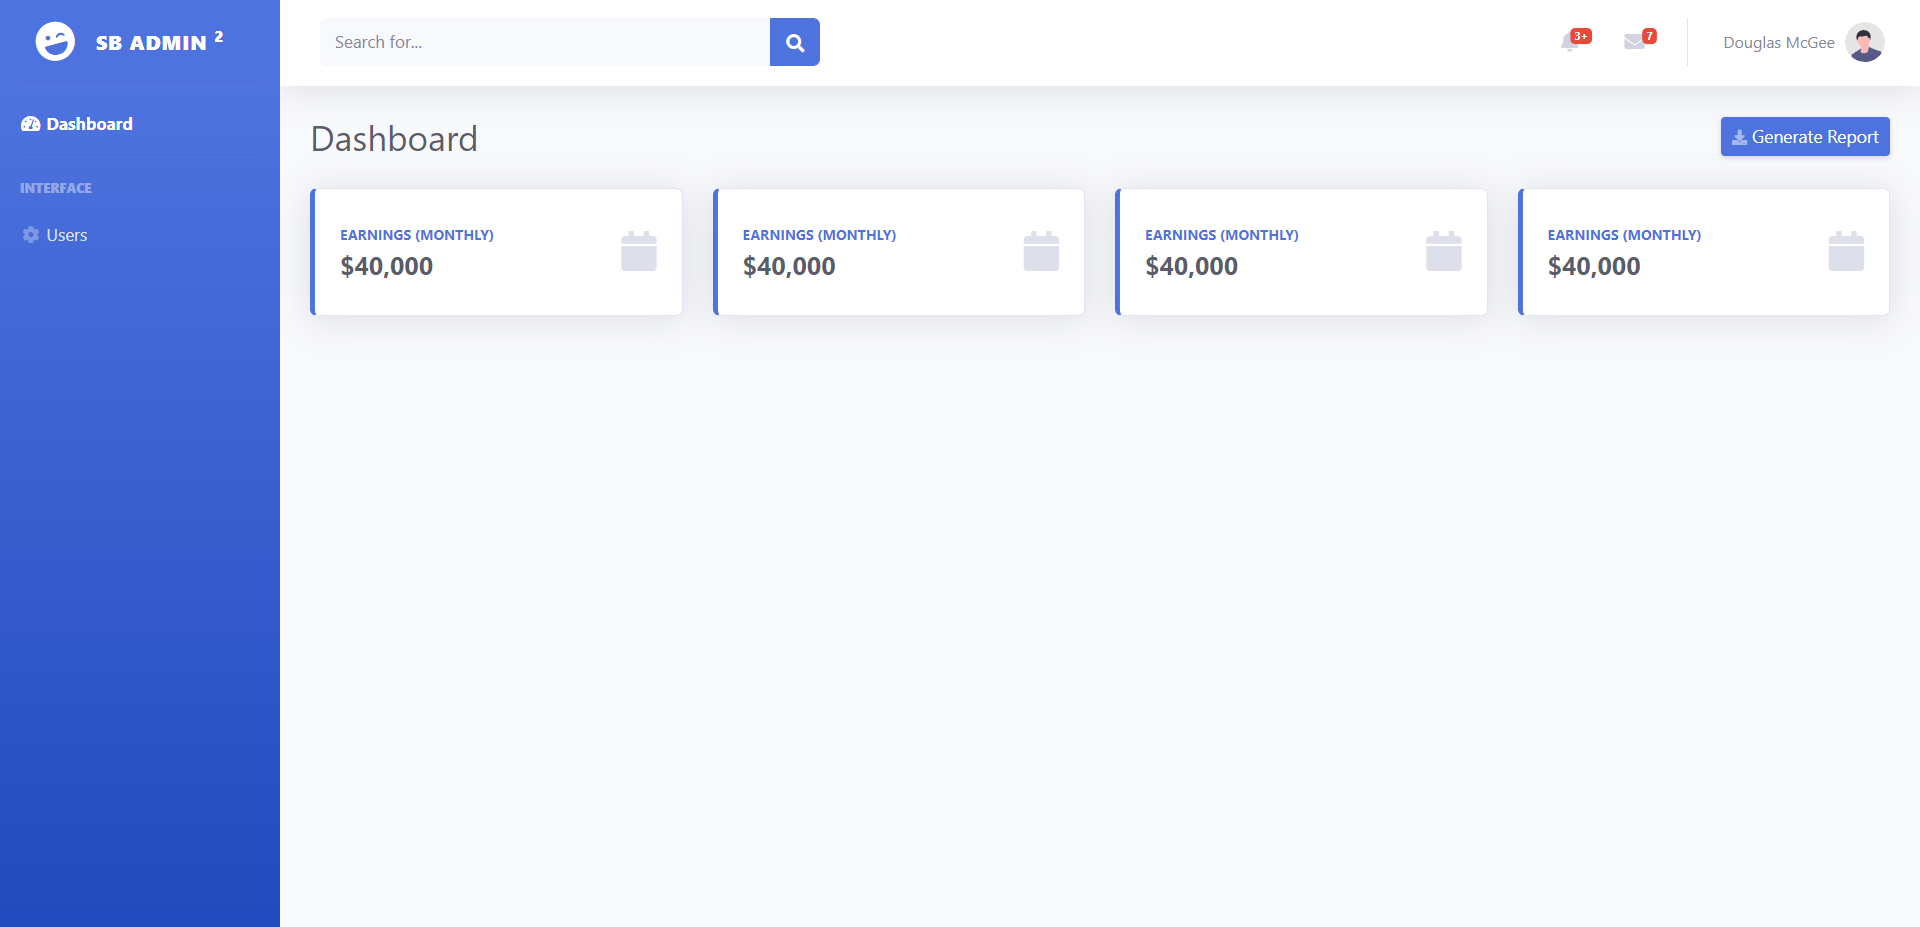 SB ADMIN 2
Search for...
3+
7
Douglas McGee
Dashboard
INTERFACE
Users
Dashboard
Generate Report
EARNINGS (MONTHLY)
$40,000
EARNINGS (MONTHLY)
$40,000
EARNINGS (MONTHLY)
$40,000
EARNINGS (MONTHLY)
$40,000